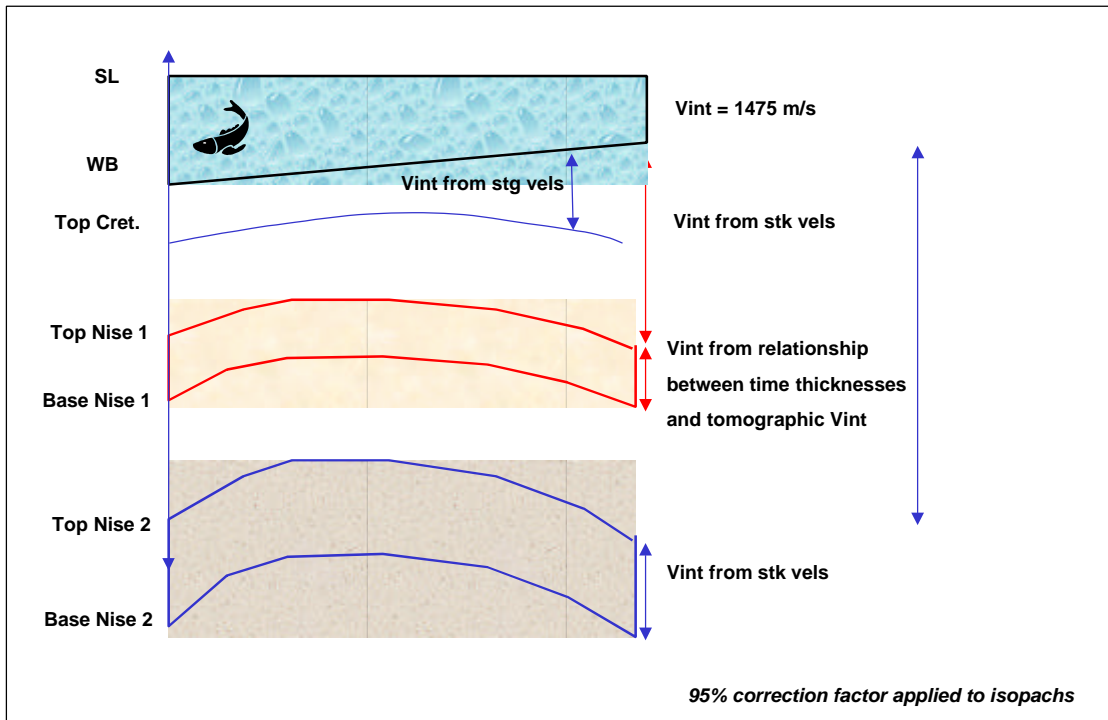 SL
Vint = 1475 m/s
WB
Vint from stg vels
Top Cret.
Vint from stk vels
Top Nise 1
Vint from relationship
between time thicknesses
and tomographic Vint
Base Nise 1
Top Nise 2
Vint from stk vels
Base Nise 2
95% correction factor applied to isopachs